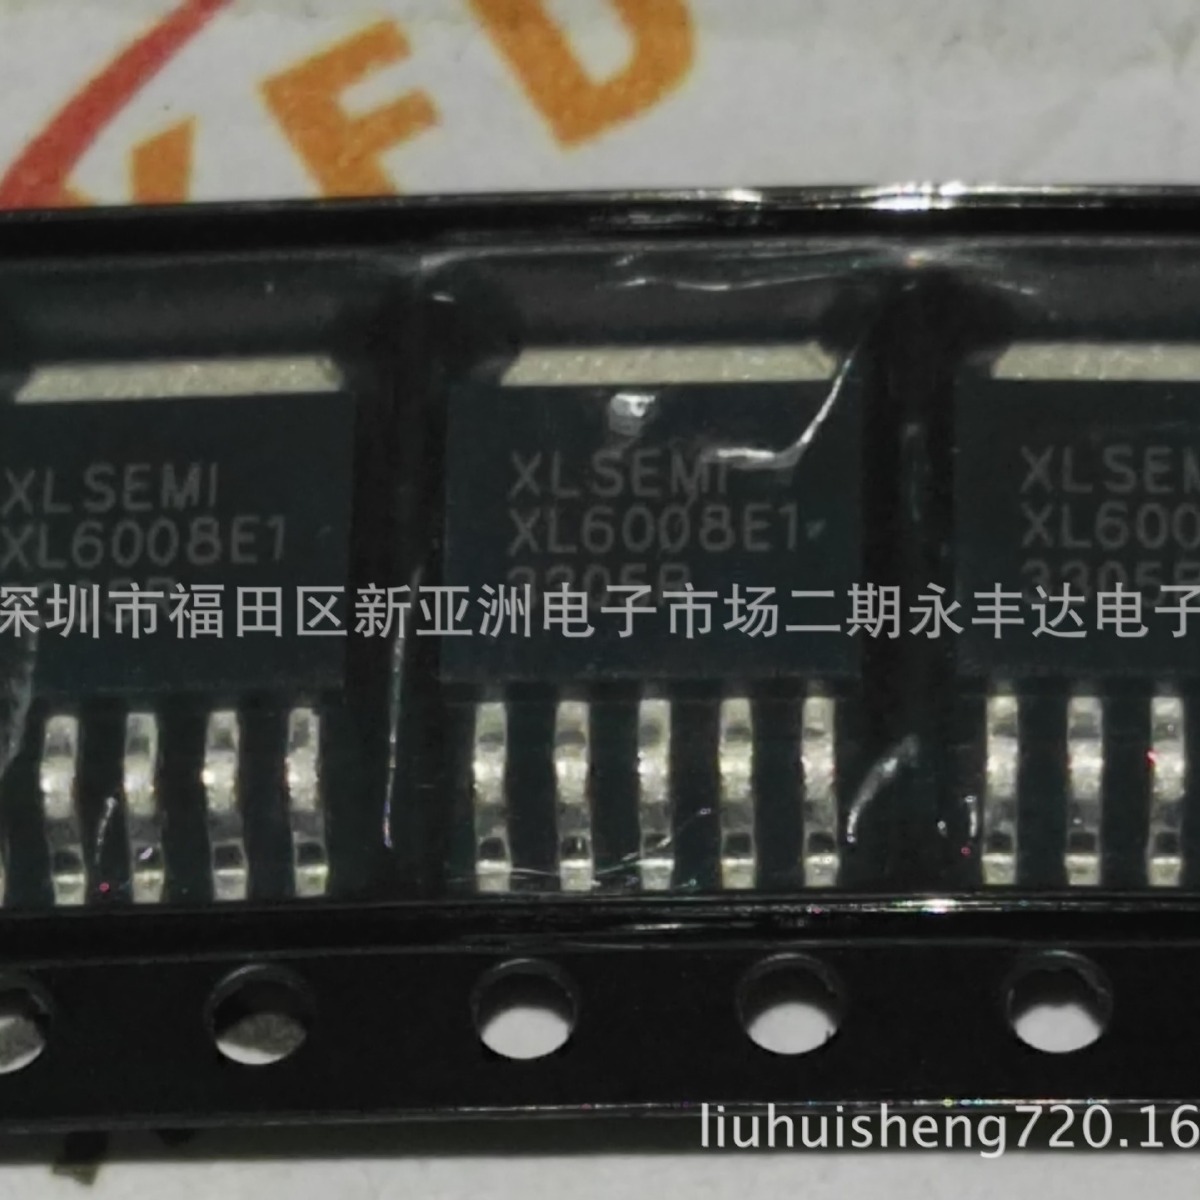 XLSEMI
XL6008E1
XLSEMI
XL6008E1
XLSEM
XL600
深圳市福田区新亚洲电子市场二期永丰达电子
liuhuisheng720.16